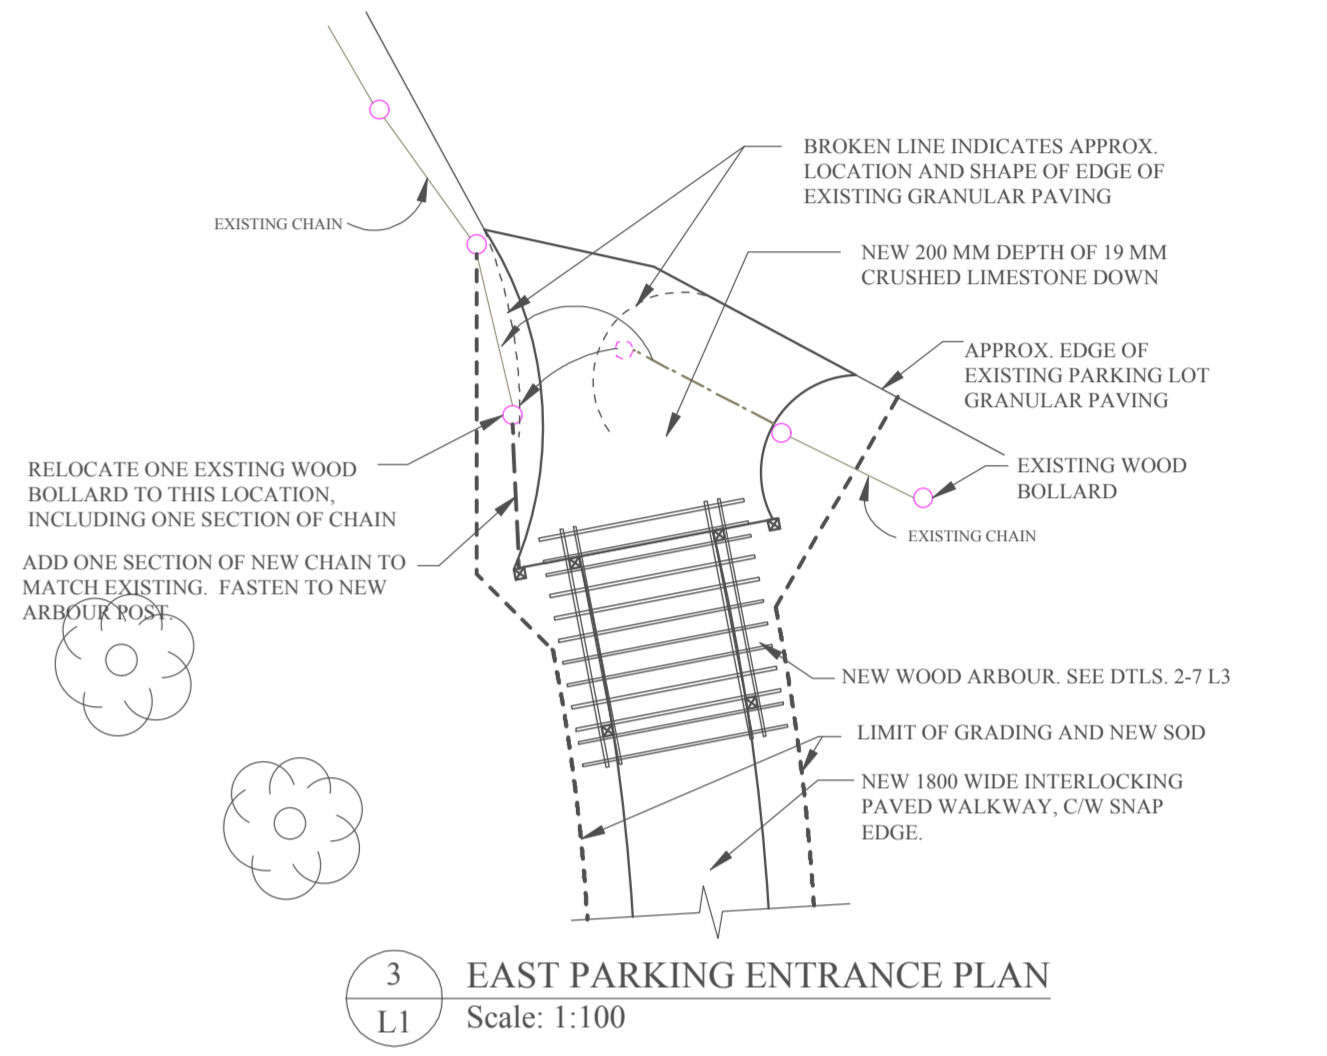 BROKEN LINE INDICATES APPROX.
LOCATION AND SHAPE OF EDGE OF
EXISTING GRANULAR PAVING
EXISTING CHAIN
NEW 200 MM DEPTH OF 19 MM
CRUSHED LIMESTONE DOWN
APPROX. EDGE OF
EXISTING PARKING LOT
GRANULAR PAVING
RELOCATE ONE EXSTING WOOD
BOLLARD TO THIS LOCATION,
INCLUDING ONE SECTION OF CHAIN
EXISTING WOOD
BOLLARD
EXISTING CHAIN
ADD ONE SECTION OF NEW CHAIN TO
MATCH EXISTING. FASTEN TO NEW
ARBOUR POST.
NEW WOOD ARBOUR. SEE DTLS. 2-7 L3
LIMIT OF GRADING AND NEW SOD
NEW 1800 WIDE INTERLOCKING
PAVED WALKWAY, C/W SNAP
EDGE.
3
L1
EAST PARKING ENTRANCE PLAN
Scale: 1:100